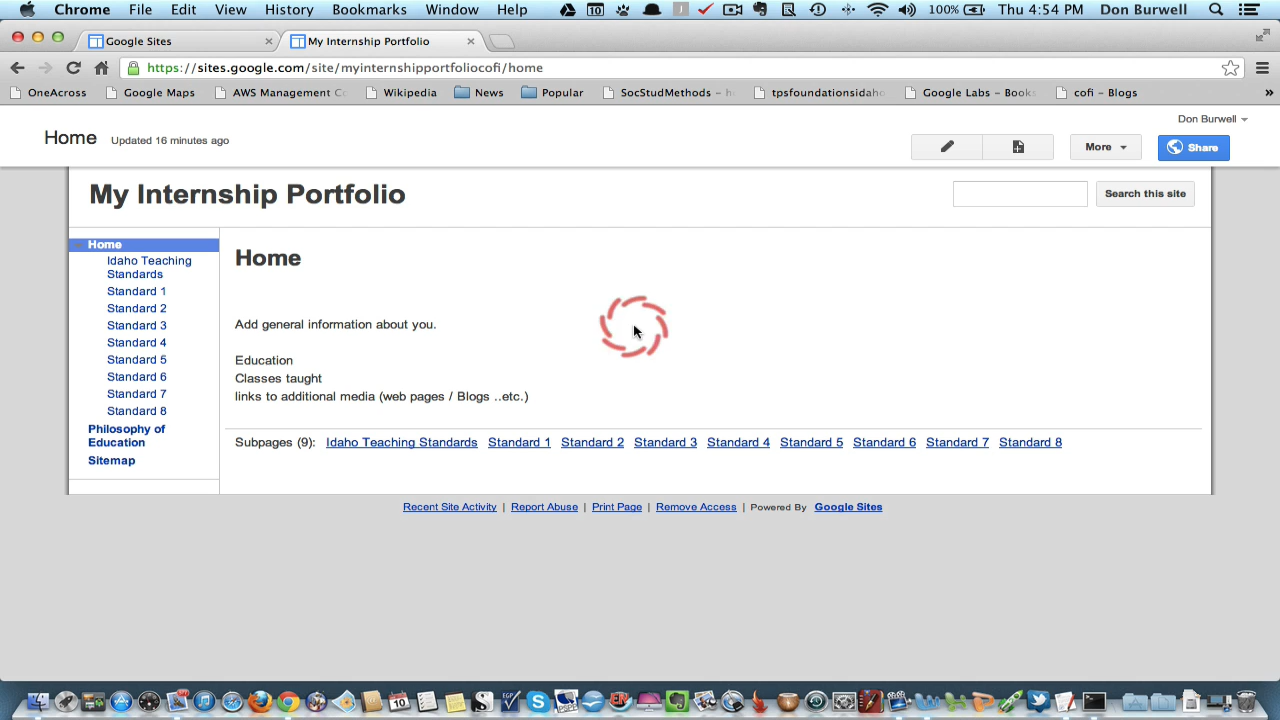 Chrome File Edit View History Bookmarks Window Help 10 100% Thu 4:54 PM Don Burwell
Google Sites × My Internship Portfolio ×
https://sites.google.com/site/myinternshipportfoliocofi/home
OneAcross Google Maps AWS Management Wikipedia News Popular SocStudMethods – tpsfoundationsidaho Google Labs – Books cofi – Blogs »
Don Burwell
Home Updated 16 minutes ago More Share
My Internship Portfolio Search this site
Home
Idaho Teaching
Standards
Standard 1
Standard 2
Standard 3
Standard 4
Standard 5
Standard 6
Standard 7
Standard 8
Philosophy of
Education
Sitemap
Home
Add general information about you.
Education
Classes taught
links to additional media (web pages / Blogs ..etc.)
Subpages (9): Idaho Teaching Standards Standard 1 Standard 2 Standard 3 Standard 4 Standard 5 Standard 6 Standard 7 Standard 8
Recent Site Activity | Report Abuse | Print Page | Remove Access | Powered By Google Sites